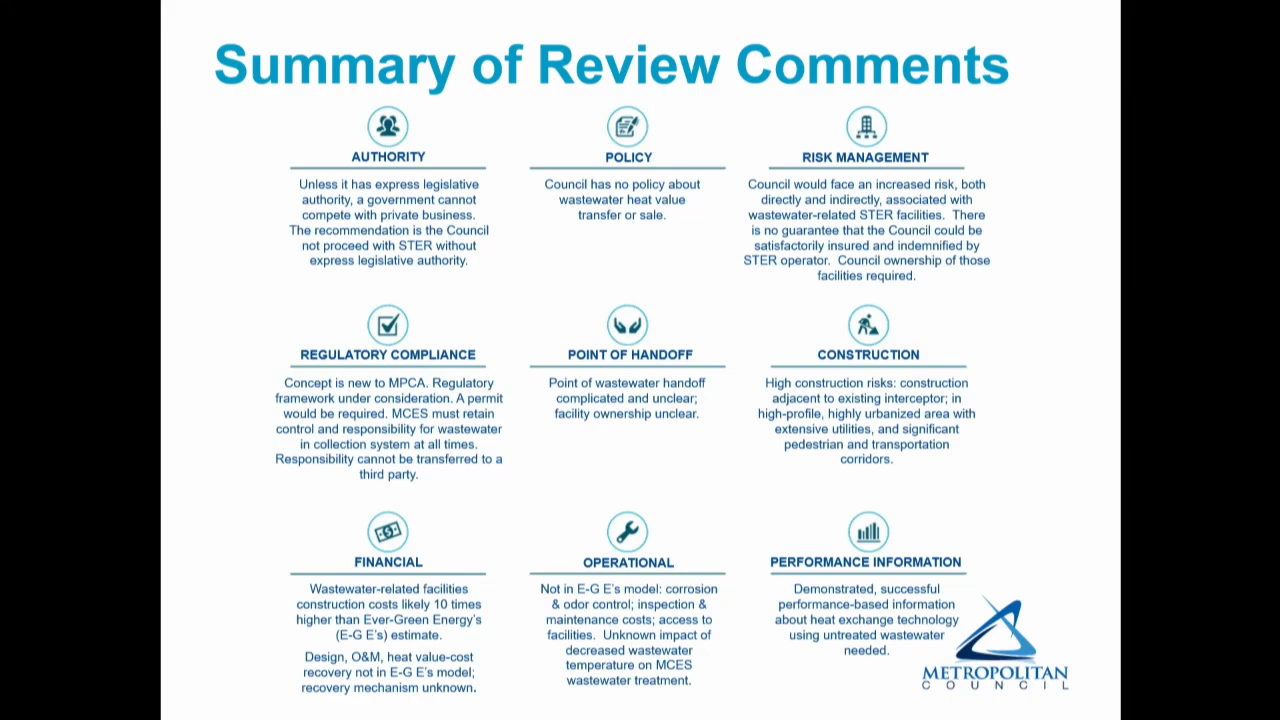 Summary of Review Comments
AUTHORITY
Unless it has express legislative
authority, a government cannot
compete with private business.
The recommendation is the Council
not proceed with STER without
express legislative authority.
POLICY
Council has no policy about
wastewater heat value
transfer or sale.
RISK MANAGEMENT
Council would face an increased risk, both
directly and indirectly, associated with
wastewater-related STER facilities. There
is no guarantee that the Council could be
satisfactorily insured and indemnified by
STER operator. Council ownership of those
facilities required.
REGULATORY COMPLIANCE
Concept is new to MPCA. Regulatory
framework under consideration. A permit
would be required. MCES must retain
control and responsibility for wastewater
in collection system at all times.
Responsibility cannot be transferred to a
third party.
POINT OF HANDOFF
Point of wastewater handoff
complicated and unclear;
facility ownership unclear.
CONSTRUCTION
High construction risks: construction
adjacent to existing interceptor; in
high-profile, highly urbanized area with
extensive utilities, and significant
pedestrian and transportation
corridors.
FINANCIAL
Wastewater-related facilities
construction costs likely 10 times
higher than Ever-Green Energy's
(E-G E's) estimate.
Design, O&M, heat value-cost
recovery not in E-G E's model;
recovery mechanism unknown.
OPERATIONAL
Not in E-G E's model: corrosion
& odor control; inspection &
maintenance costs; access to
facilities. Unknown impact of
decreased wastewater
temperature on MCES
wastewater treatment.
PERFORMANCE INFORMATION
Demonstrated, successful
performance-based information
about heat exchange technology
using untreated wastewater
needed.
METROPOLITAN
COUNCIL